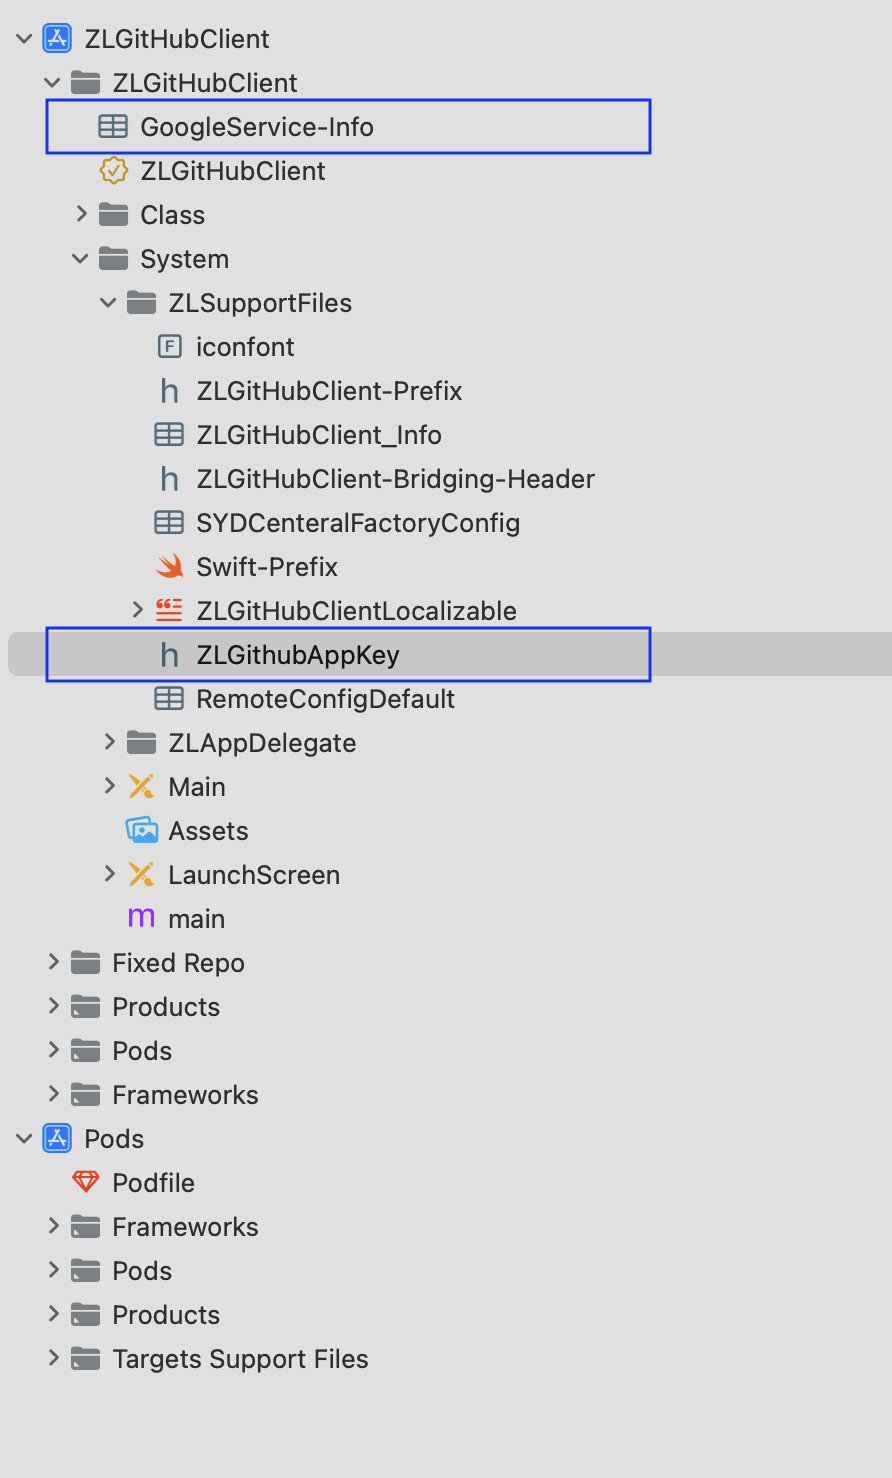 ZLGitHubClient
ZLGitHubClient
GoogleService-Info
ZLGitHubClient
Class
System
ZLSupportFiles
iconfont
ZLGitHubClient-Prefix
ZLGitHubClient_Info
ZLGitHubClient-Bridging-Header
SYDCenteralFactoryConfig
Swift-Prefix
ZLGitHubClientLocalizable
ZLGithubAppKey
RemoteConfigDefault
ZLAppDelegate
Main
Assets
LaunchScreen
main
Fixed Repo
Products
Pods
Frameworks
Pods
Podfile
Frameworks
Pods
Products
Targets Support Files